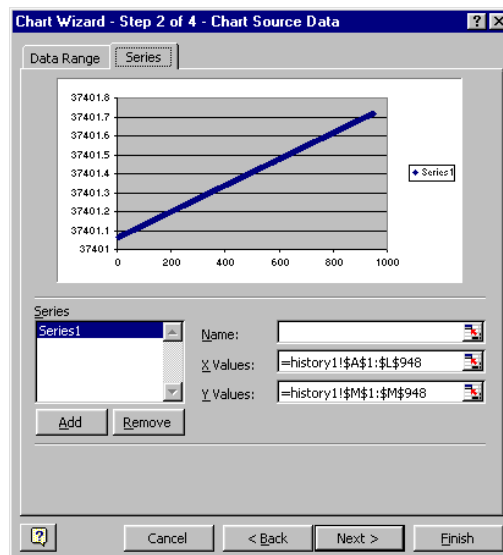 Chart Wizard - Step 2 of 4 - Chart Source Data
Data Range Series
37401.8
37401.7
37401.6
37401.5
37401.4
37401.3
37401.2
37401.1
37401
0 200 400 600 800 1000
Series1
Series
Series1
Name:
X Values: =history1!$A$1:$L$948
Y Values: =history1!$M$1:$M$948
Add Remove
? Cancel < Back Next > Finish